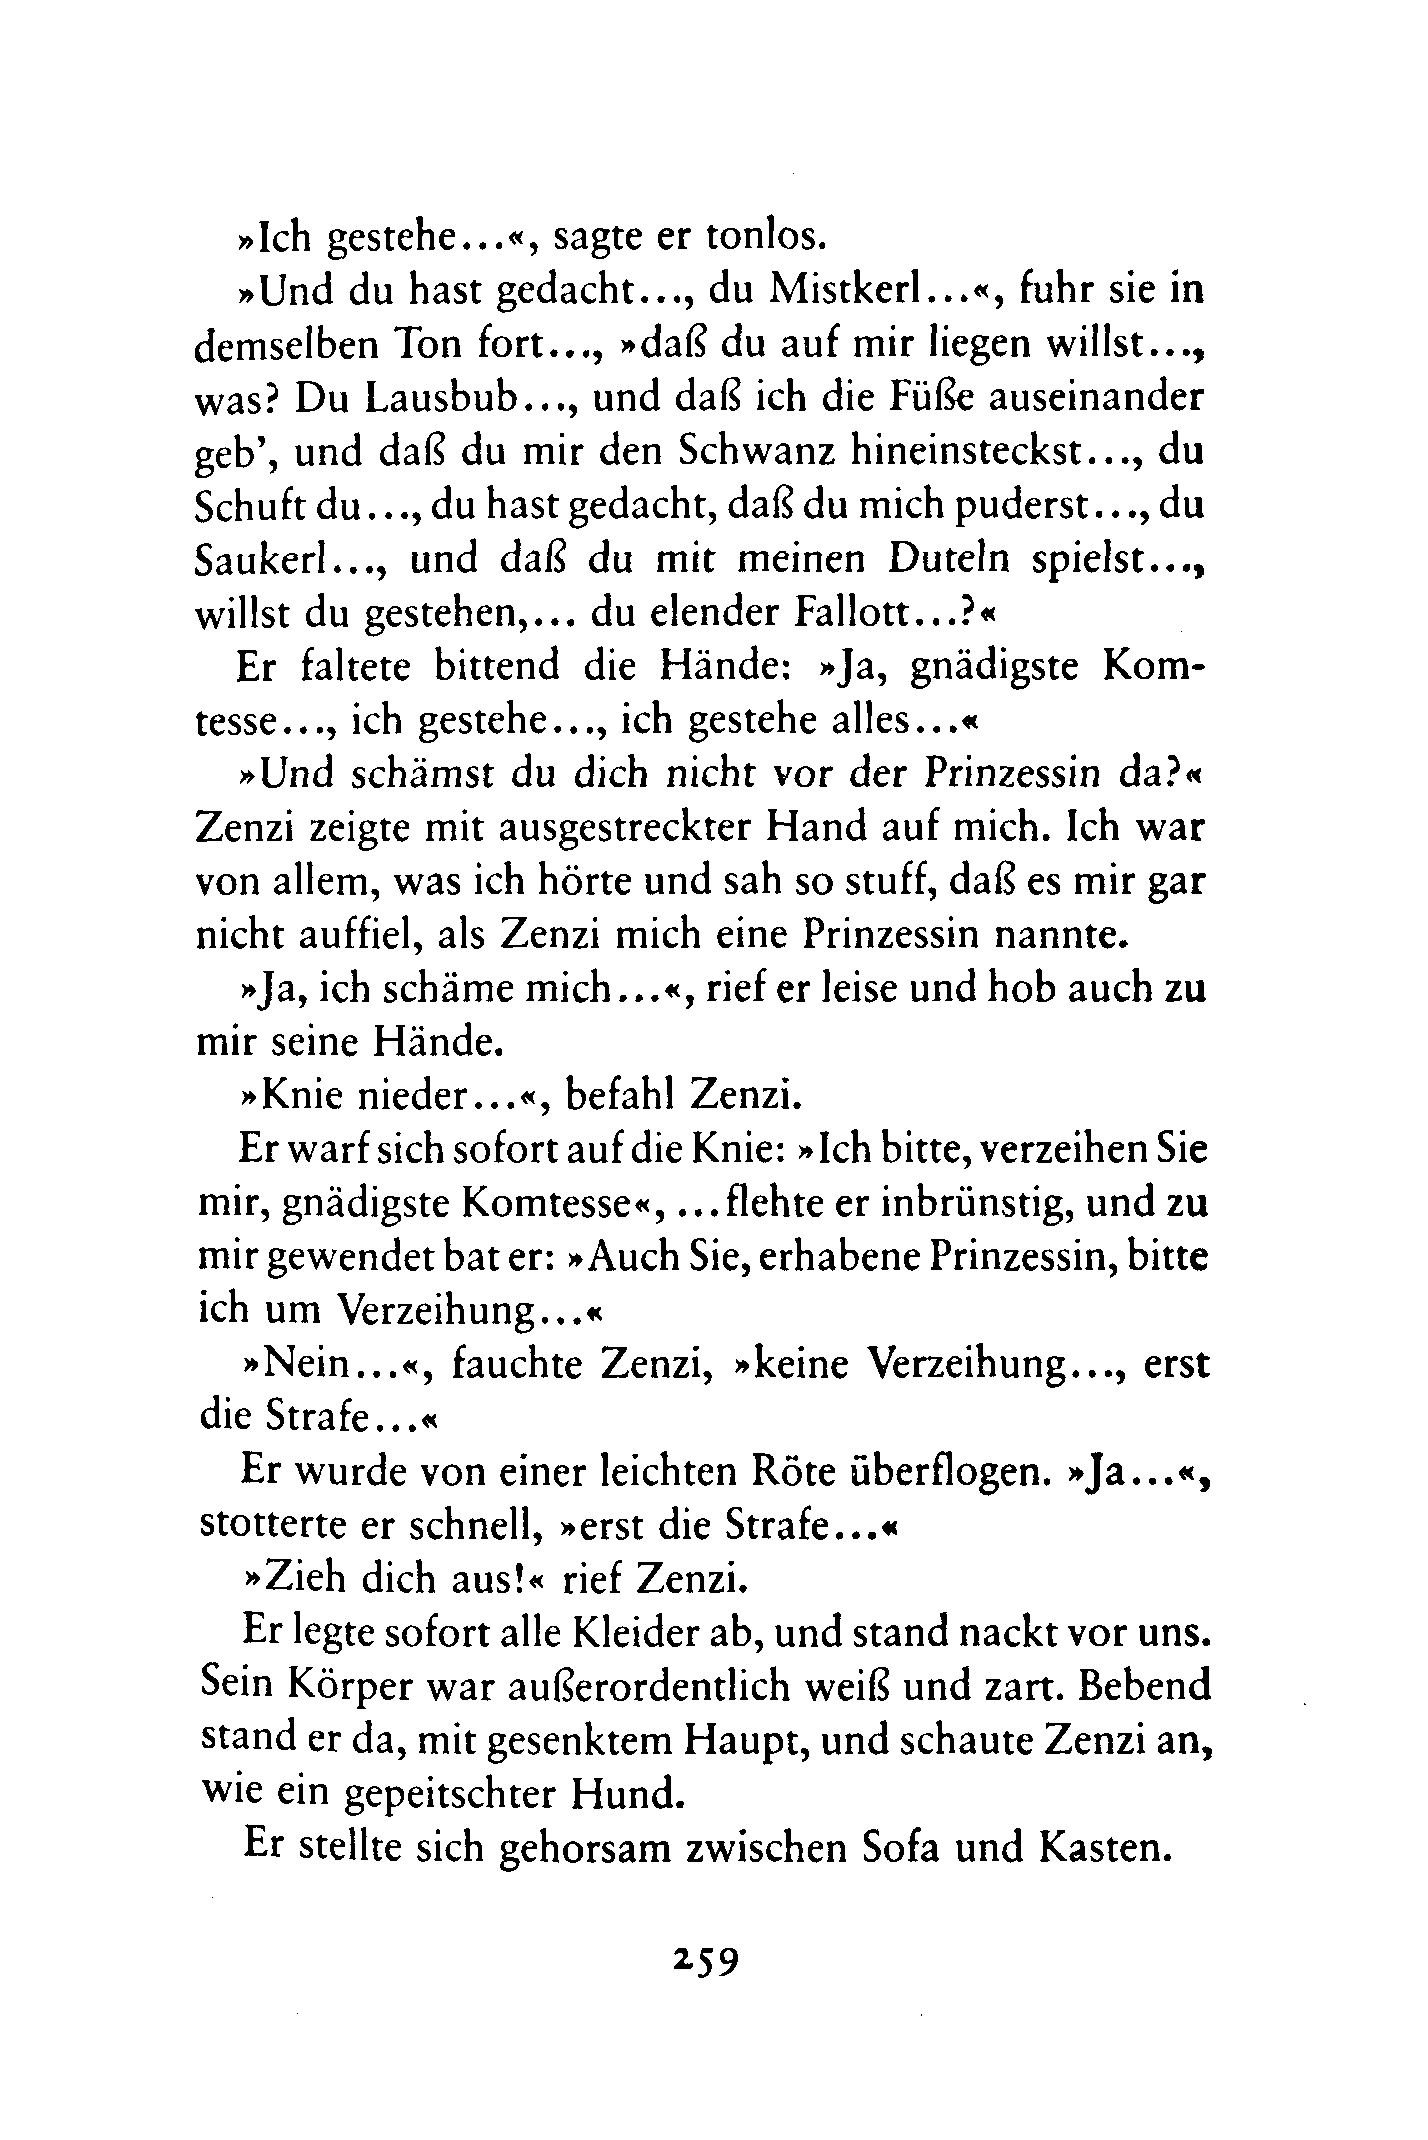 »Ich gestehe...«, sagte er tonlos.
»Und du hast gedacht..., du Mistkerl...«, fuhr sie in
demselben Ton fort..., »daß du auf mir liegen willst...,
was? Du Lausbub..., und daß ich die Füße auseinander
geb’, und daß du mir den Schwanz hineinsteckst..., du
Schuft du..., du hast gedacht, daß du mich puderst..., du
Saukerl..., und daß du mit meinen Duteln spielst...,
willst du gestehen,... du elender Fallott...?«
Er faltete bittend die Hände: »Ja, gnädigste Kom-
tesse..., ich gestehe..., ich gestehe alles...«
»Und schämst du dich nicht vor der Prinzessin da?«
Zenzi zeigte mit ausgestreckter Hand auf mich. Ich war
von allem, was ich hörte und sah so stuff, daß es mir gar
nicht auffiel, als Zenzi mich eine Prinzessin nannte.
»Ja, ich schäme mich...«, rief er leise und hob auch zu
mir seine Hände.
»Knie nieder...«, befahl Zenzi.
Er warf sich sofort auf die Knie: »Ich bitte, verzeihen Sie
mir, gnädigste Komtesse«, ...flehte er inbrünstig, und zu
mir gewendet bat er: »Auch Sie, erhabene Prinzessin, bitte
ich um Verzeihung...«
»Nein...«, fauchte Zenzi, »keine Verzeihung..., erst
die Strafe...«
Er wurde von einer leichten Röte überflogen. »Ja...«,
stotterte er schnell, »erst die Strafe...«
»Zieh dich aus!« rief Zenzi.
Er legte sofort alle Kleider ab, und stand nackt vor uns.
Sein Körper war außerordentlich weiß und zart. Bebend
stand er da, mit gesenktem Haupt, und schaute Zenzi an,
wie ein gepeitschter Hund.
Er stellte sich gehorsam zwischen Sofa und Kasten.
259